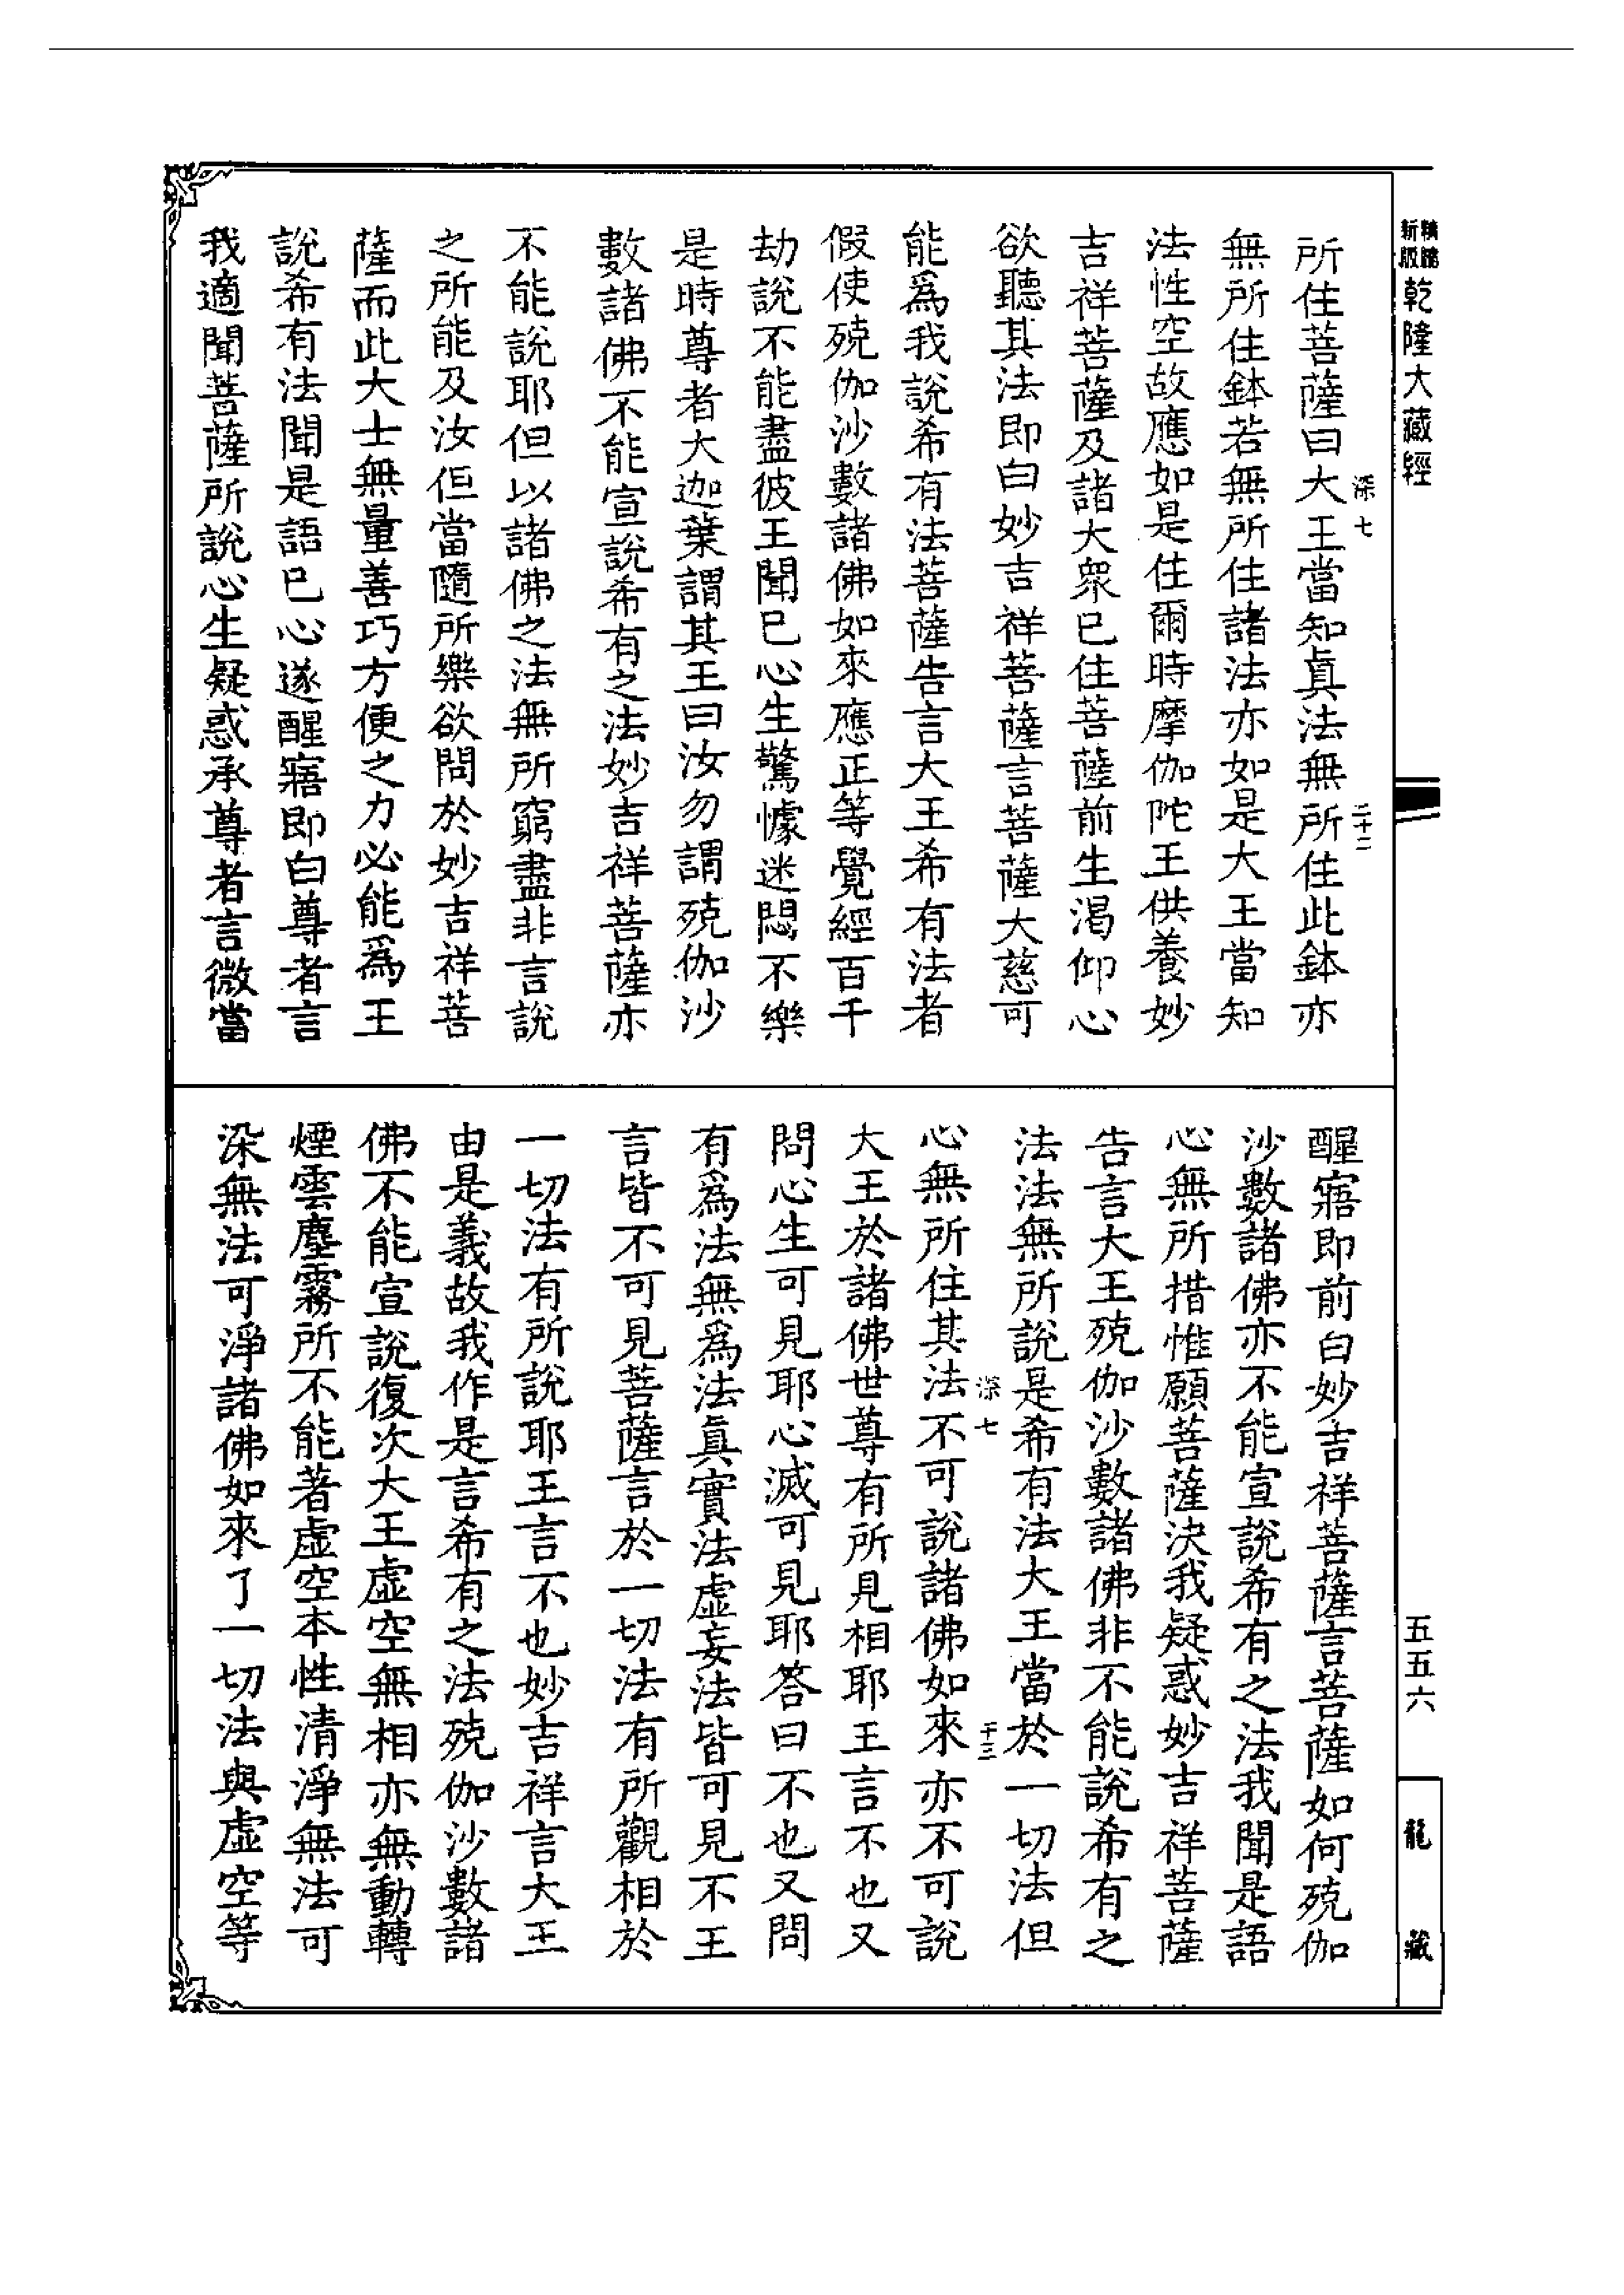 新版精縮乾隆大藏經
五五六
龍藏
深七
二十二
所住菩薩曰大王當知真法無所住此鉢亦
無所住鉢若無所住諸法亦如是大王當知
法性空故應如是住爾時摩伽陀王供養妙
吉祥菩薩及諸大衆已住菩薩前生渴仰心
欲聽其法即白妙吉祥菩薩言菩薩大慈可
能爲我說希有法菩薩告言大王希有法者
假使殑伽沙數諸佛如來應正等覺經百千
劫說不能盡彼王聞已心生驚懅迷悶不樂
是時尊者大迦葉謂其王曰汝勿謂殑伽沙
數諸佛不能宣說希有之法妙吉祥菩薩亦
不能說耶但以諸佛之法無所窮盡非言說
之所能及汝但當隨所樂欲問於妙吉祥菩
薩而此大士無量善巧方便之力必能爲王
說希有法聞是語已心遂醒寤即白尊者言
我適聞菩薩所說心生疑惑承尊者言微當
醒寤即前白妙吉祥菩薩言菩薩如何殑伽
沙數諸佛亦不能宣說希有之法我聞是語
心無所措惟願菩薩決我疑惑妙吉祥菩薩
告言大王殑伽沙數諸佛非不能說希有之
法法無所說是希有法大王當於一切法但
深七
十三
心無所住其法不可說諸佛如來亦不可說
大王於諸佛世尊有所見相耶王言不也又
問心生可見耶心滅可見耶答曰不也又問
有爲法無爲法真實法虛妄法皆可見不王
言皆不可見菩薩言於一切法有所觀相於
一切法有所說耶王言不也妙吉祥言大王
由是義故我作是言希有之法殑伽沙數諸
佛不能宣說復次大王虛空無相亦無動轉
煙雲塵霧所不能著虛空本性清淨無法可
染無法可淨諸佛如來了一切法與虛空等